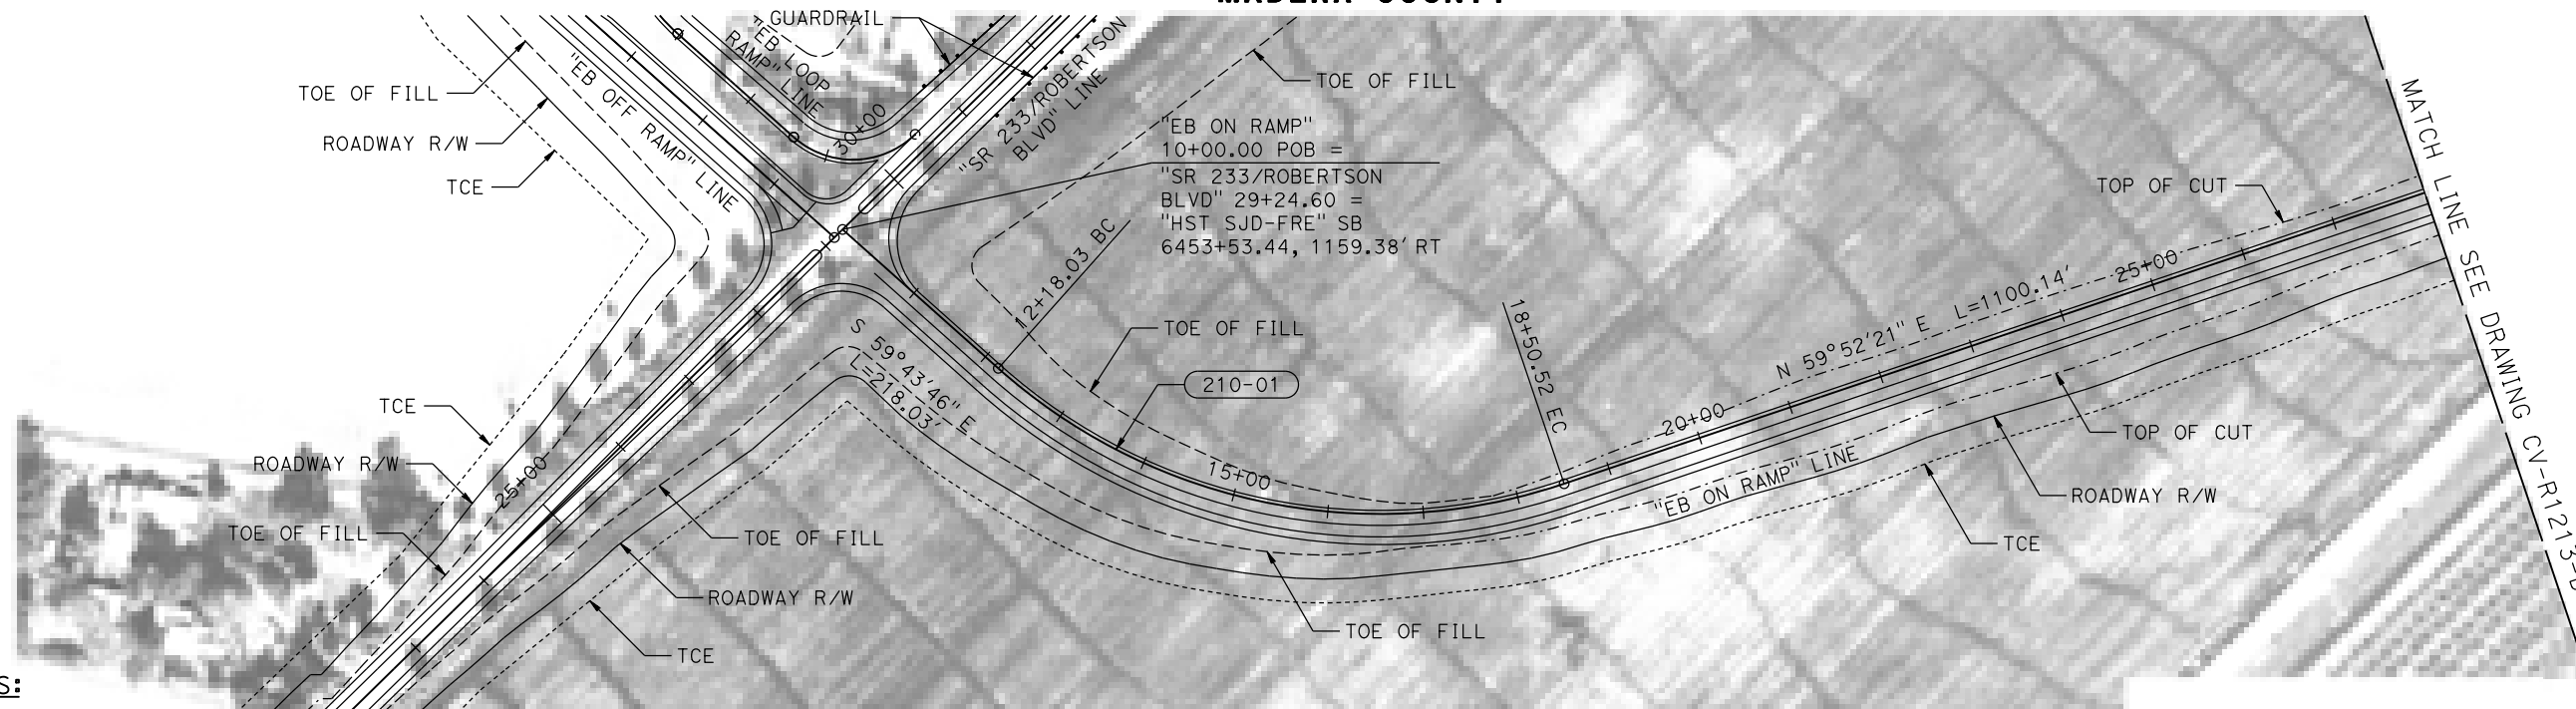 GUARDRAIL
"EB LOOP
RAMP" LINE
TOE OF FILL
"EB OFF RAMP" LINE
ROADWAY R/W
TCE
30+00
"SR 233/ROBERTSON
BLVD" LINE
TOE OF FILL
"EB ON RAMP"
10+00.00 POB =
"SR 233/ROBERTSON
BLVD" 29+24.60 =
"HST SJD-FRE" SB
6453+53.44, 1159.38' RT
12+18.03 BC
TOE OF FILL
210-01
S 59°43'46" E
L=218.03'
15+00
18+50.52 EC
20+00
N 59°52'21" E L=1100.14'
25+00
TOP OF CUT
MATCH LINE SEE DRAWING CV-R1213-D
TOP OF CUT
"EB ON RAMP" LINE
ROADWAY R/W
TCE
TCE
ROADWAY R/W
25+00
TOE OF FILL
TOE OF FILL
ROADWAY R/W
TCE
TOE OF FILL
S: